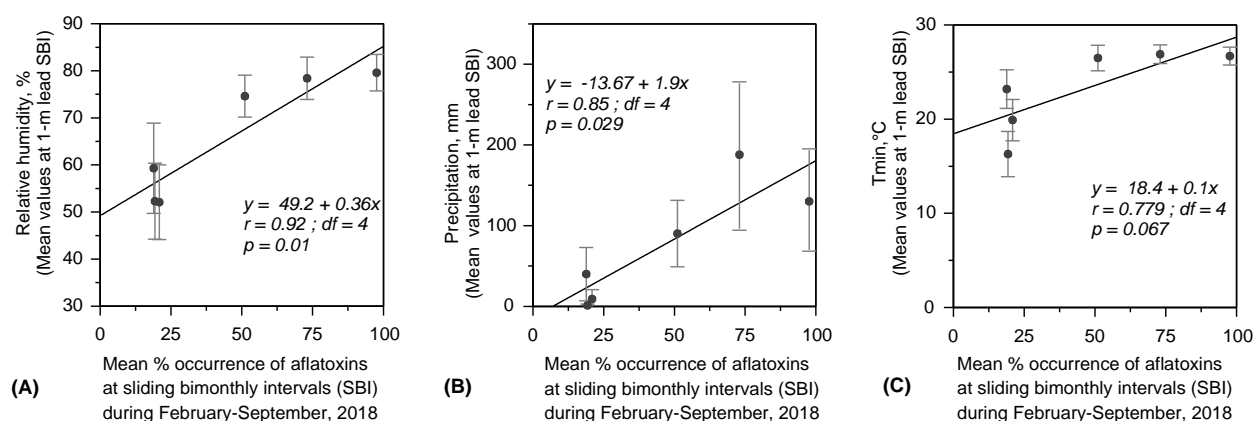 90
80
70
60
50
40
30
Relative humidity, %
(Mean values at 1-m lead SBI)
y = 49.2 + 0.36x
r = 0.92 ; df = 4
p = 0.01
0 25 50 75 100
Mean % occurrence of aflatoxins
at sliding bimonthly intervals (SBI)
during February-September, 2018
(A)
300
200
100
0
Precipitation, mm
(Mean values at 1-m lead SBI)
y = -13.67 + 1.9x
r = 0.85 ; df = 4
p = 0.029
0 25 50 75 100
Mean % occurrence of aflatoxins
at sliding bimonthly intervals (SBI)
during February-September, 2018
(B)
30
20
10
0
Tmin,°C
(Mean values at 1-m lead SBI)
y = 18.4 + 0.1x
r = 0.779 ; df = 4
p = 0.067
0 25 50 75 100
Mean % occurrence of aflatoxins
at sliding bimonthly intervals (SBI)
during February-September, 2018
(C)